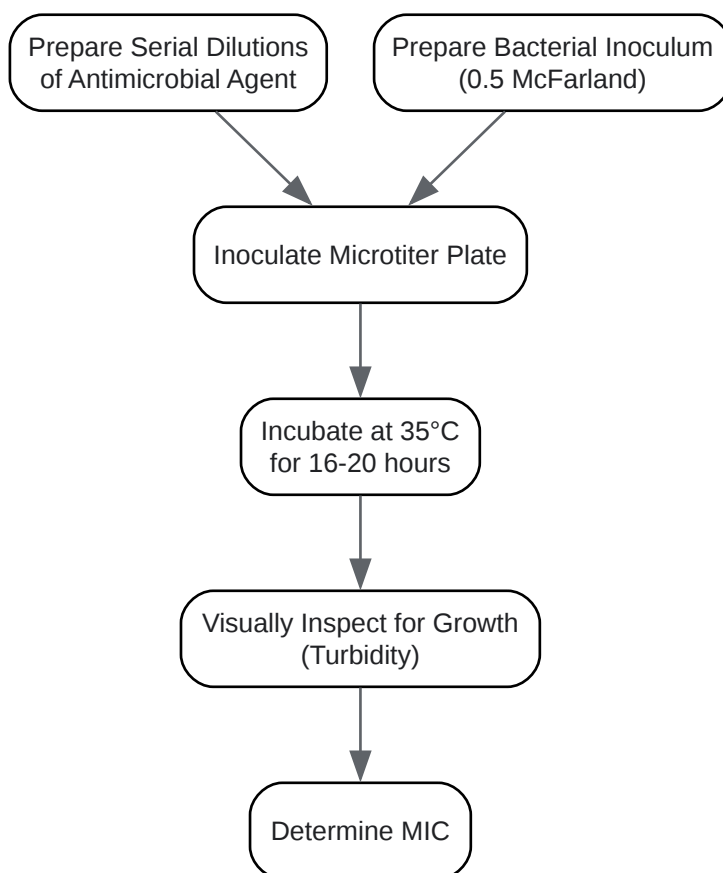 Prepare Serial Dilutions
of Antimicrobial Agent
Prepare Bacterial Inoculum
(0.5 McFarland)
Inoculate Microtiter Plate
Incubate at 35°C
for 16-20 hours
Visually Inspect for Growth
(Turbidity)
Determine MIC